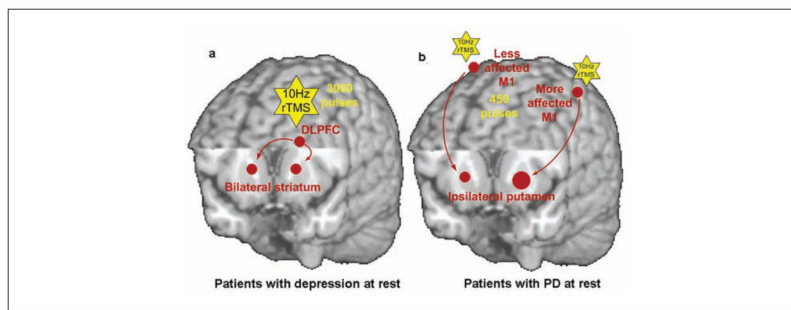 a
10Hz
rTMS
3000
pulses
DLPFC
Bilateral striatum
Patients with depression at rest
b
10Hz
rTMS
Less
affected
M1
10Hz
rTMS
450
pulses
More
affected
M1
Ipsilateral putamen
Patients with PD at rest